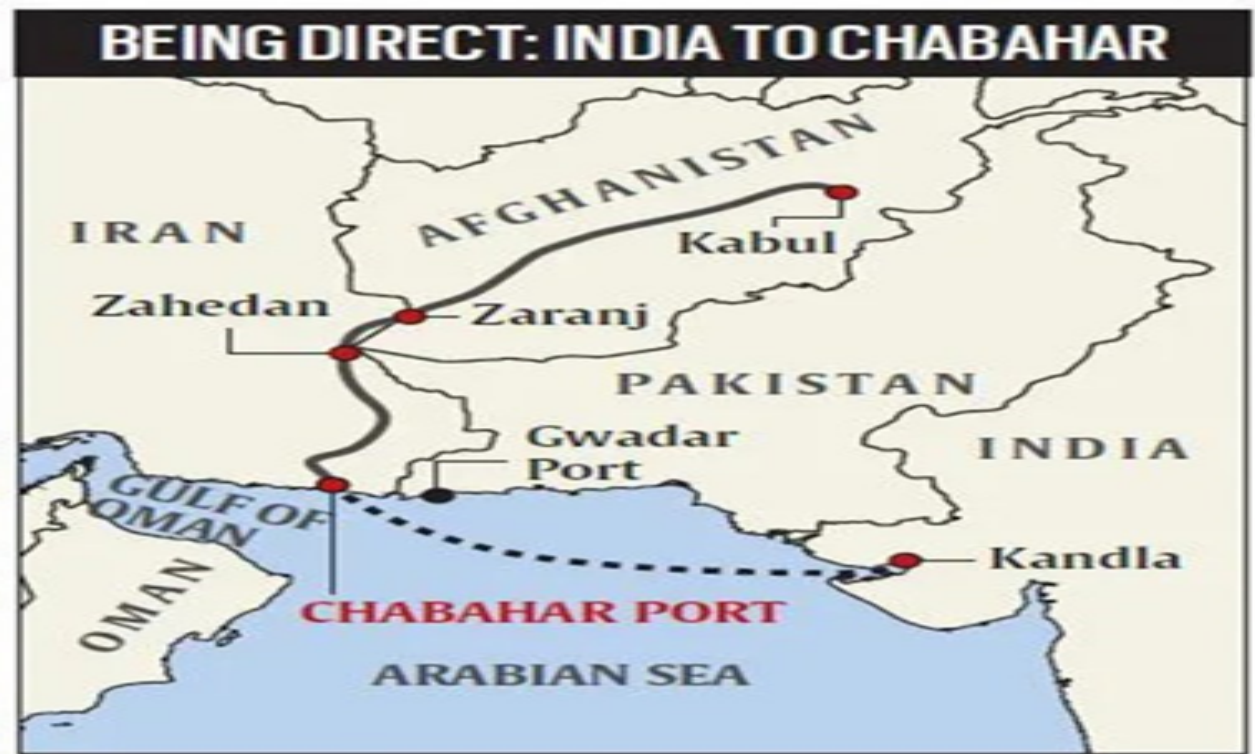 BEING DIRECT: INDIA TO CHABAHAR
AFGHANISTAN
IRAN
Kabul
Zahedan
Zaranj
PAKISTAN
Gwadar
Port
INDIA
GULF OF
OMAN
Kandla
OMAN
CHABAHAR PORT
ARABIAN SEA